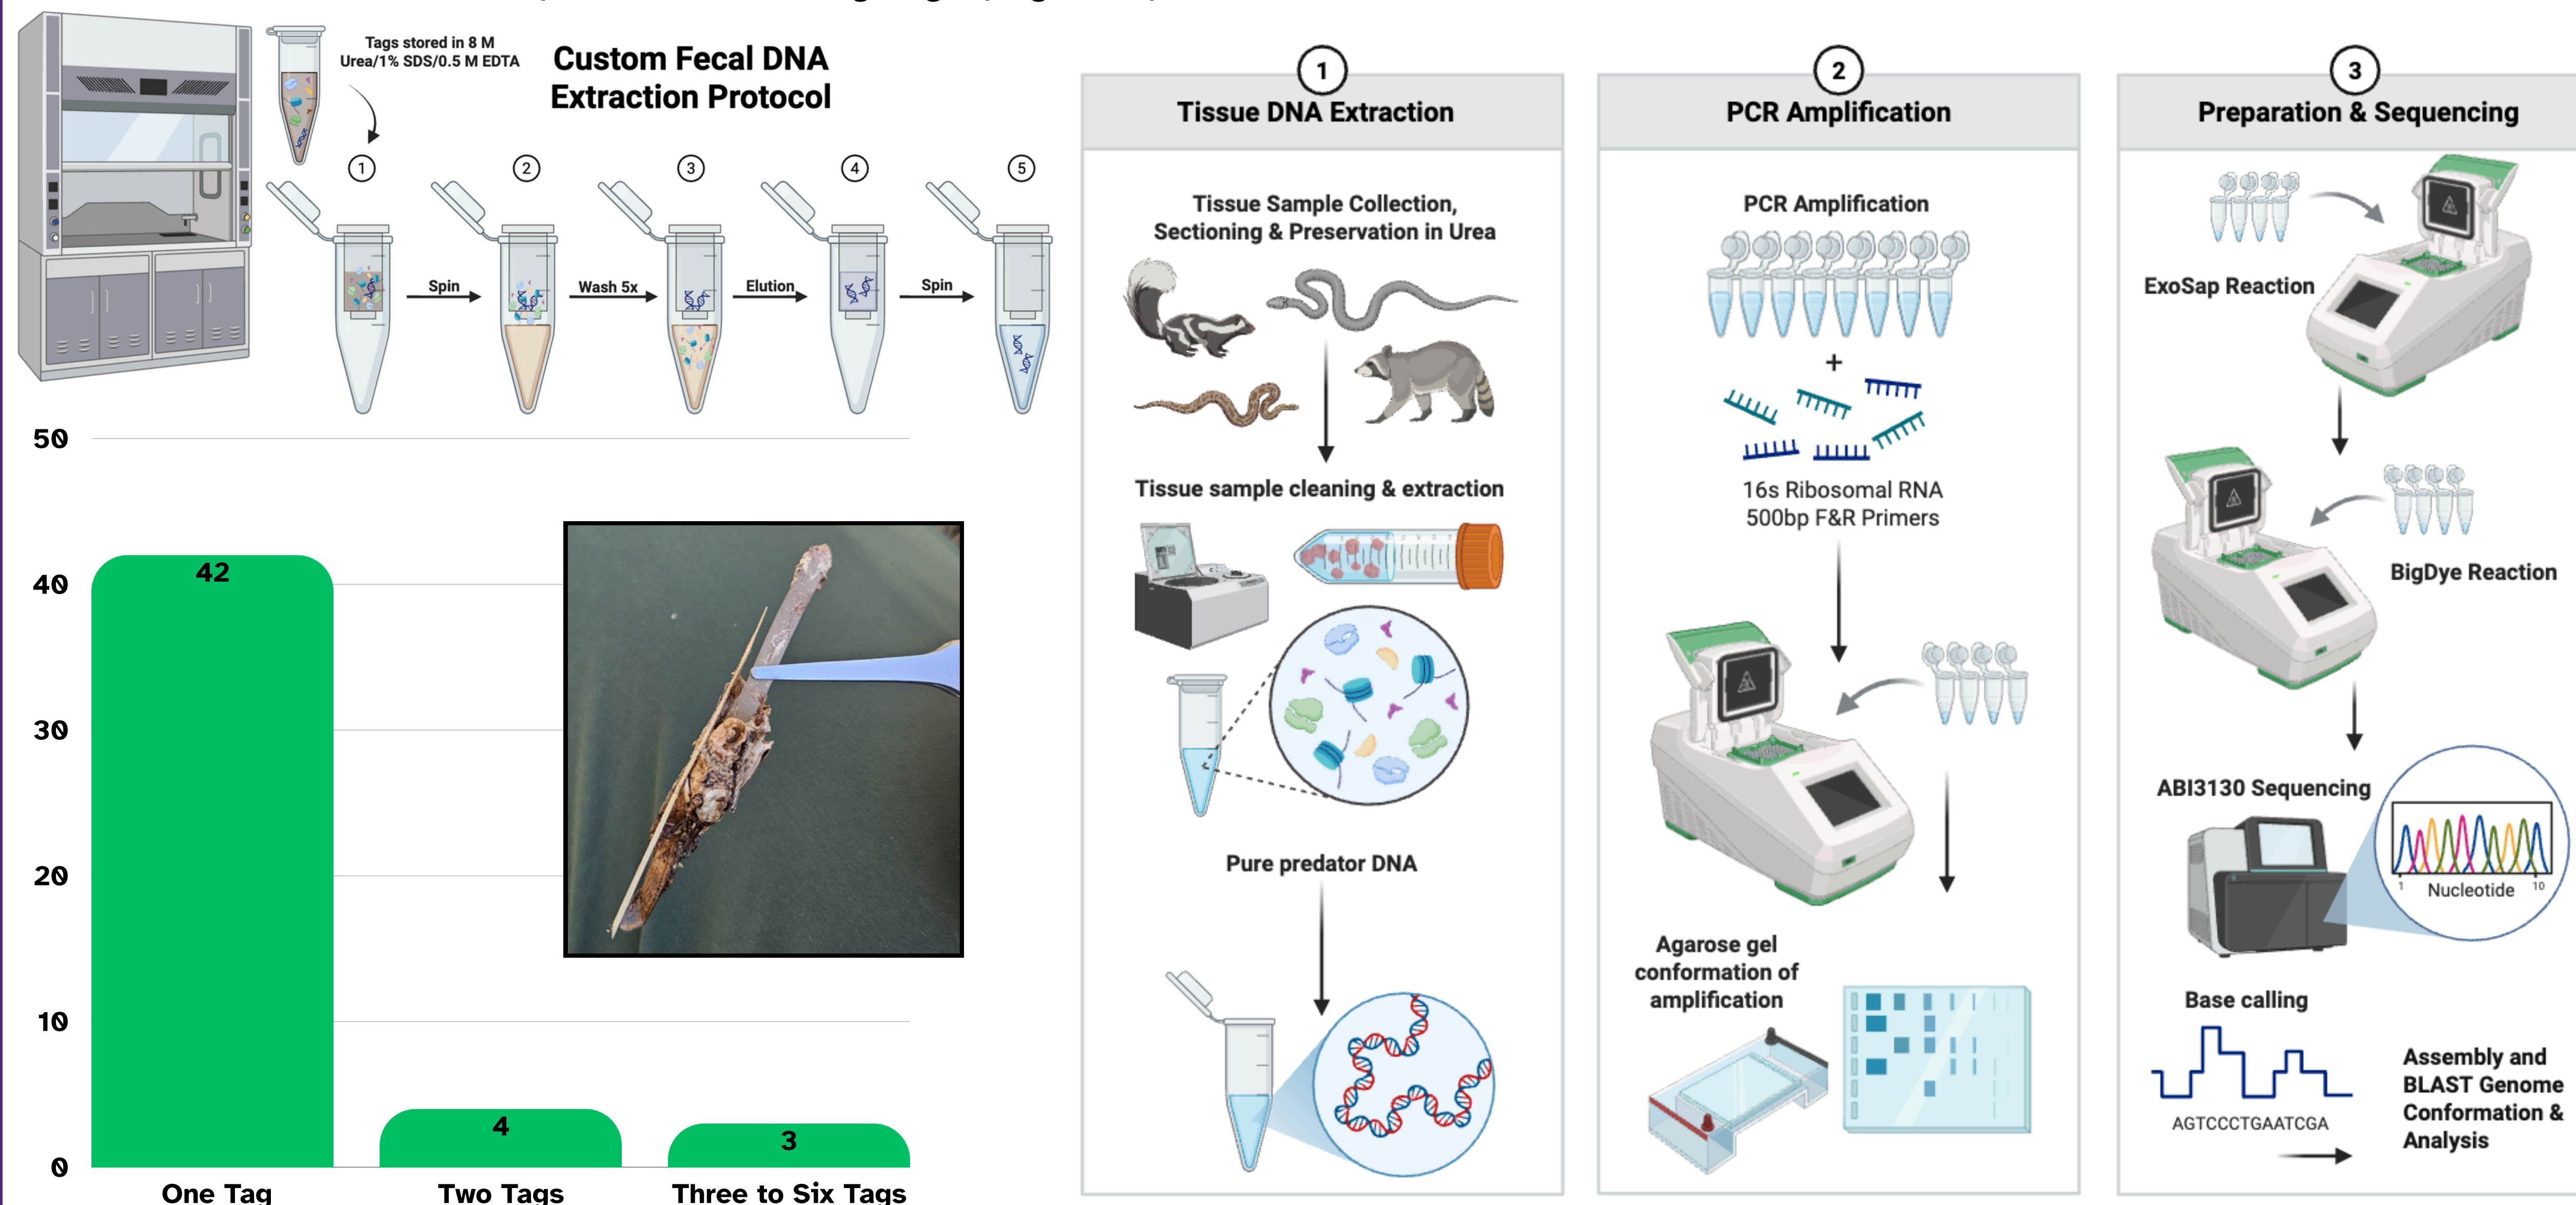 Tags stored in 8 M
Urea/1% SDS/0.5 M EDTA
Custom Fecal DNA
Extraction Protocol
1
2
3
4
5
Spin
Wash 5x
Elution
Spin
50
40
30
20
10
0
42
4
3
One Tag
Two Tags
Three to Six Tags
1
Tissue DNA Extraction
Tissue Sample Collection,
Sectioning & Preservation in Urea
Tissue sample cleaning & extraction
Pure predator DNA
2
PCR Amplification
PCR Amplification
+
16s Ribosomal RNA
500bp F&R Primers
Agarose gel
conformation of
amplification
3
Preparation & Sequencing
ExoSap Reaction
BigDye Reaction
ABI3130 Sequencing
1
Nucleotide
10
Base calling
AGTCCCTGAATCGA
Assembly and
BLAST Genome
Conformation &
Analysis